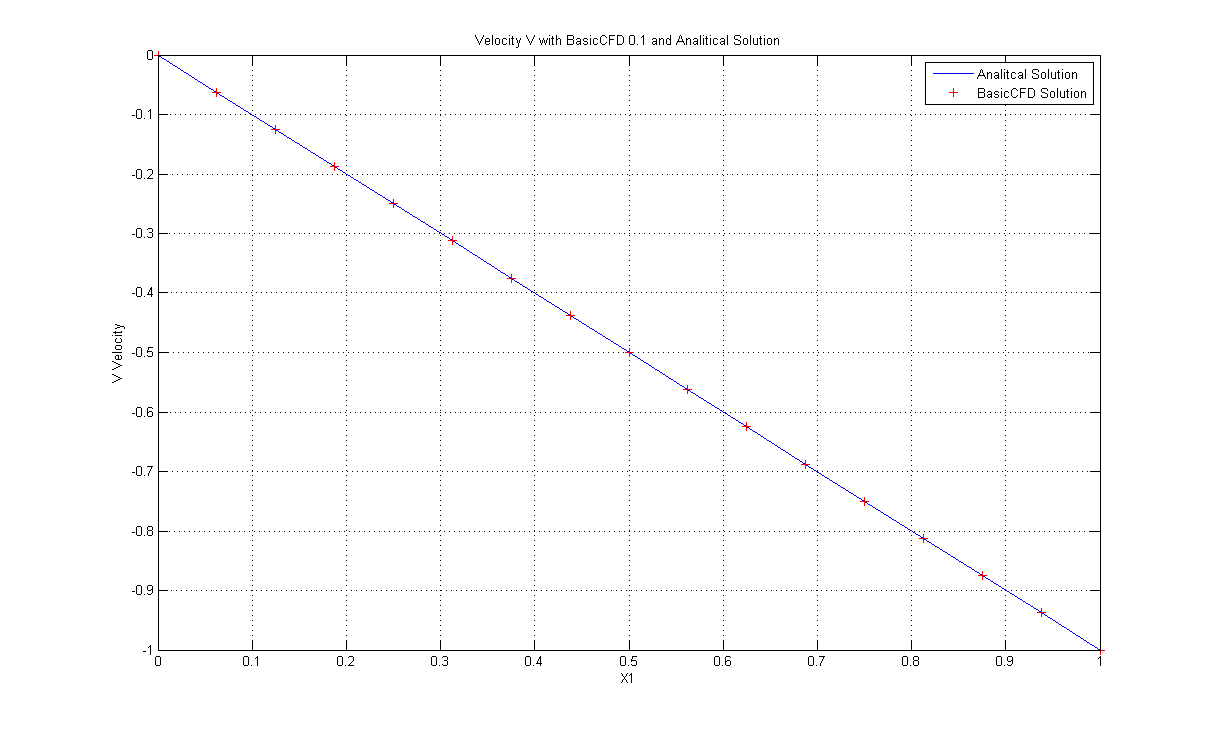 Velocity V with BasicCFD 0.1 and Analitical Solution
Analitcal Solution
BasicCFD Solution
V Velocity
0
-0.1
-0.2
-0.3
-0.4
-0.5
-0.6
-0.7
-0.8
-0.9
-1
0 0.1 0.2 0.3 0.4 0.5 0.6 0.7 0.8 0.9 1
X1